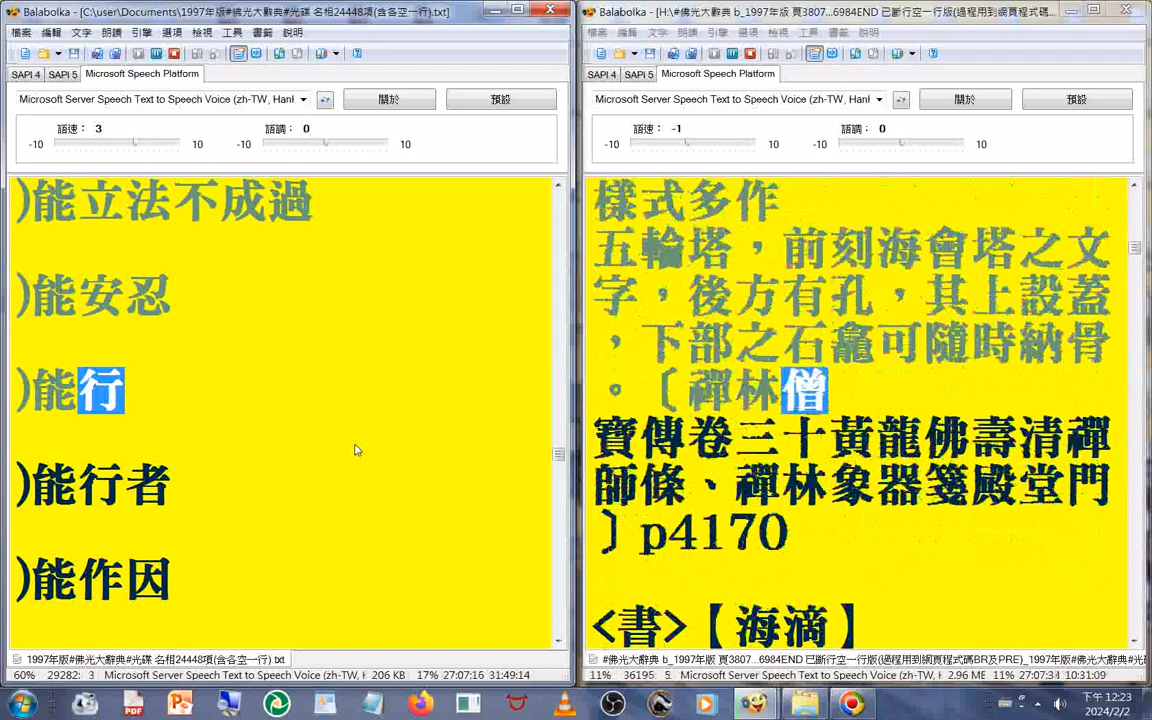 Balabolka - [C:\user\Documents\1997年版#佛光大辭典#光碟 名相24448項(含各空一行).txt]
檔案 編輯 文字 朗讀 引擎 選項 檢視 工具 書籤 說明
SAPI 4 SAPI 5 Microsoft Speech Platform
Microsoft Server Speech Text to Speech Voice (zh-TW, Hanl
關於 預設
語速： 3 語調： 0
-10 10 -10 10
)能立法不成過
)能安忍
)能行
)能行者
)能作因
1997年版#佛光大辭典#光碟 名相24448項(含各空一行).txt
60% 29282: 3 Microsoft Server Speech Text to Speech Voice (zh-TW, Hanl 206 KB 17% 27:07:16 31:49:14
Balabolka - [H:\#佛光大辭典 b_1997年版 頁3807...6984END 已斷行空一行版(過程用到網頁程式碼...
檔案 編輯 文字 朗讀 引擎 選項 檢視 工具 書籤 說明
SAPI 4 SAPI 5 Microsoft Speech Platform
Microsoft Server Speech Text to Speech Voice (zh-TW, Hanl
關於 預設
語速： -1 語調： 0
-10 10 -10 10
樣式多作
五輪塔，前刻海會塔之文
字，後方有孔，其上設蓋
，下部之石龕可隨時納骨
。〔禪林僧
寶傳卷三十黃龍佛壽清禪
師條、禪林象器箋殿堂門
〕p4170
<書>【海滴】
#佛光大辭典 b_1997年版 頁3807...6984END 已斷行空一行版(過程用到網頁程式碼BR及PRE)_1997年版#佛光
11% 36195: 5 Microsoft Server Speech Text to Speech Voice (zh-TW, Hanl 2.96 MB 11% 27:07:3 10:31:09
下午 12:23
2024/2/2